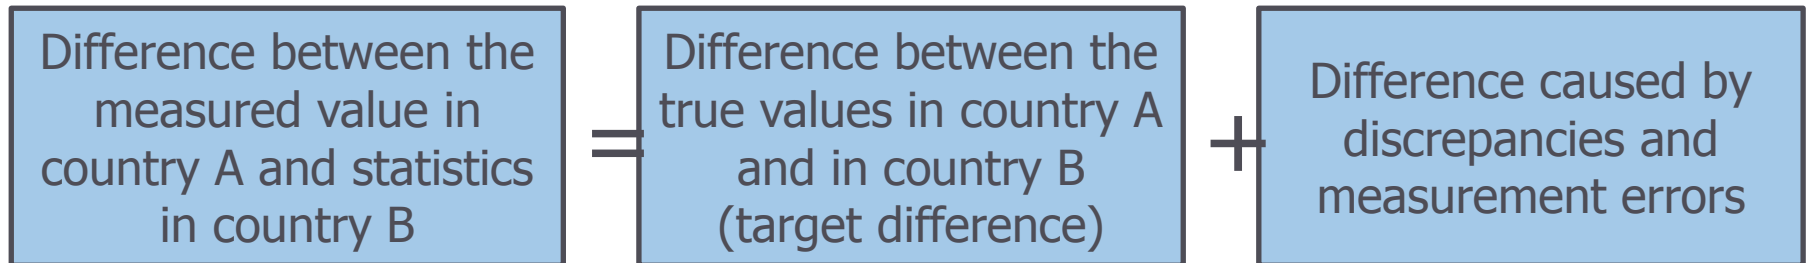 Difference between the
measured value in
country A and statistics
in country B
=
Difference between the
true values in country A
and in country B
(target difference)
+
Difference caused by
discrepancies and
measurement errors